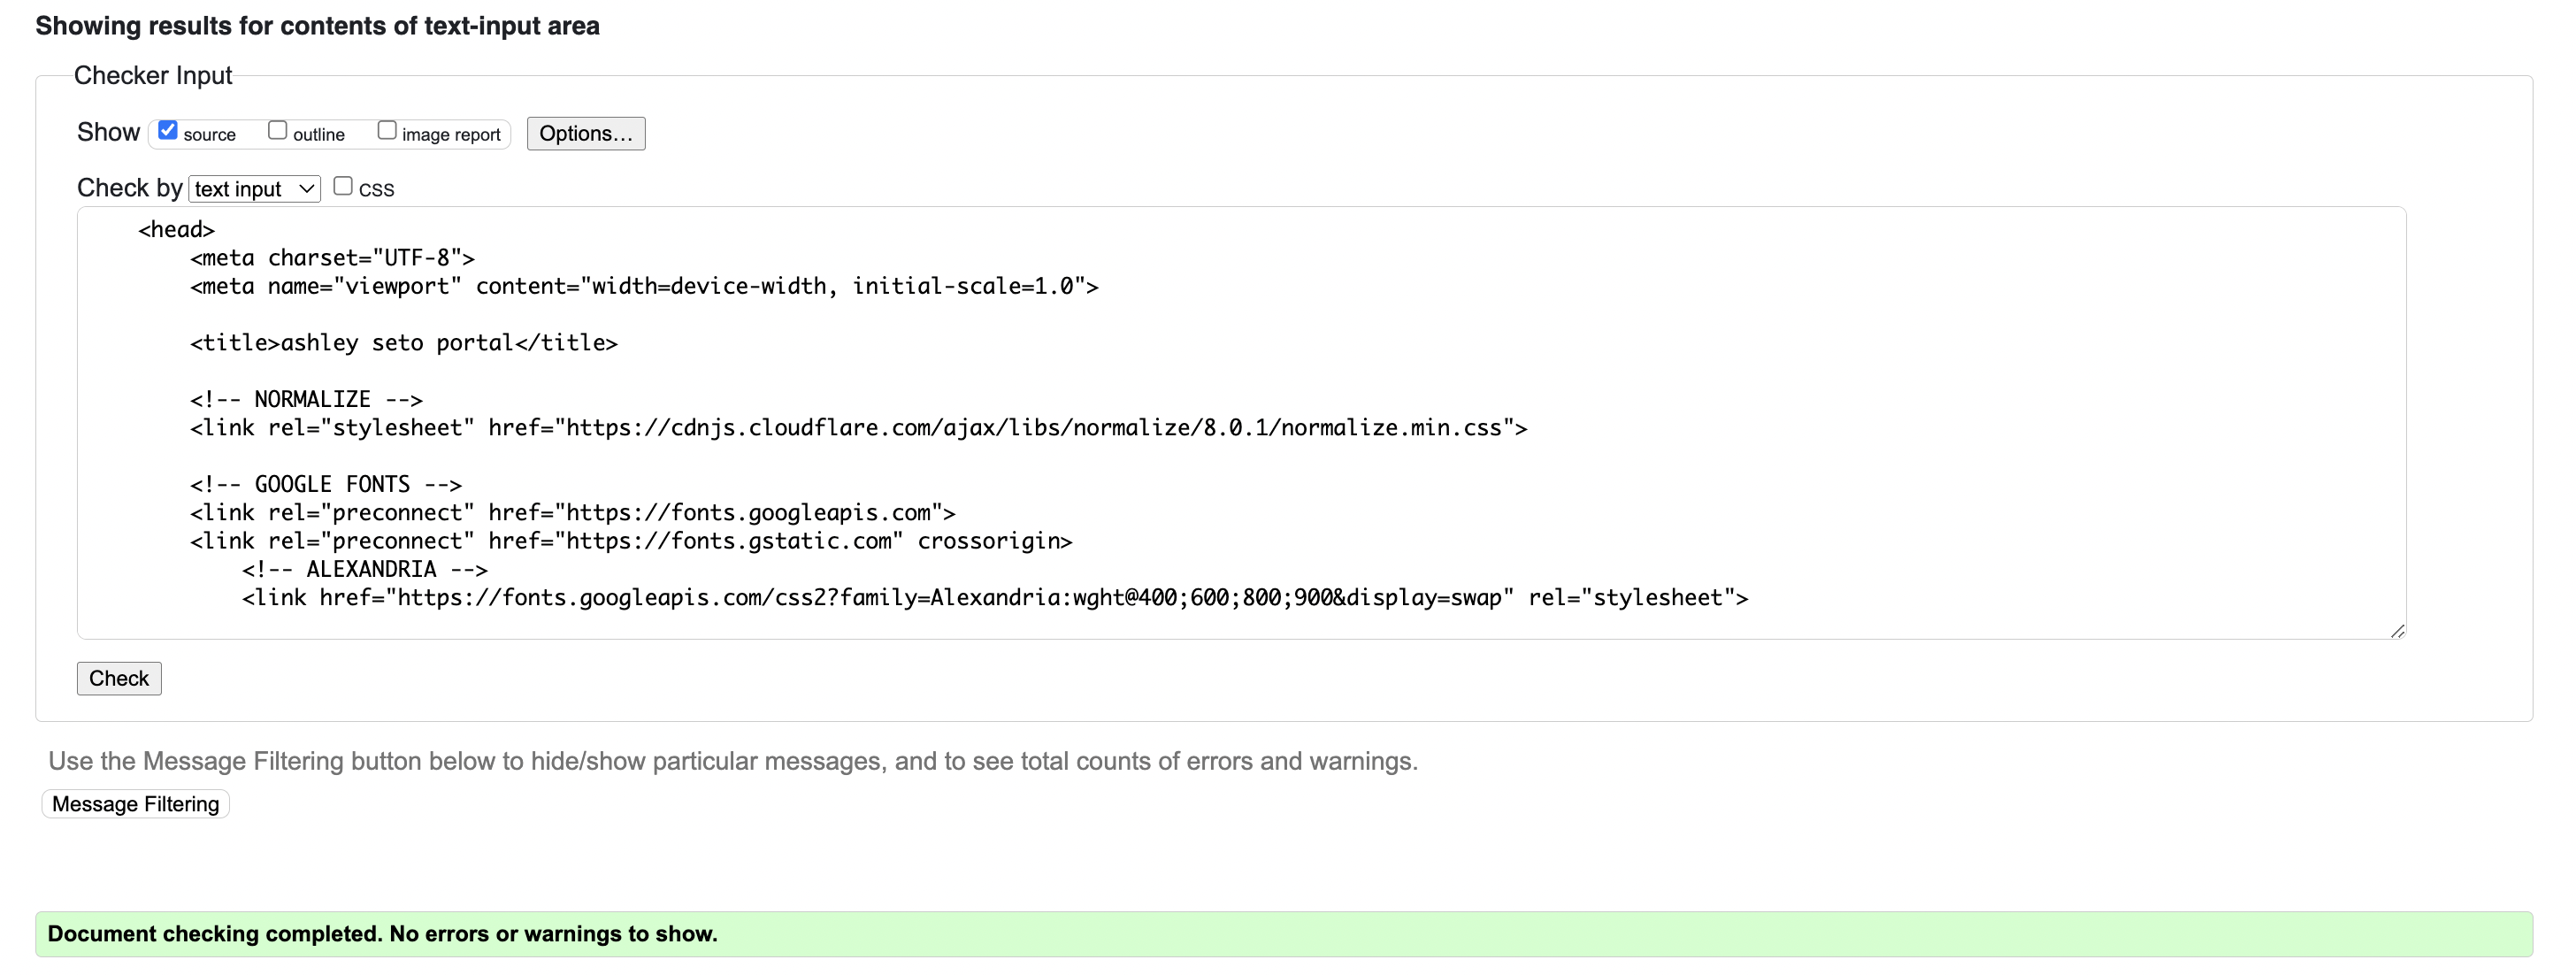 Showing results for contents of text-input area
Checker Input
Show source outline image report Options...
Check by text input CSS
<head>
<meta charset="UTF-8">
<meta name="viewport" content="width=device-width, initial-scale=1.0">
<title>ashley seto portal</title>
<!-- NORMALIZE -->
<link rel="stylesheet" href="https://cdnjs.cloudflare.com/ajax/libs/normalize/8.0.1/normalize.min.css">
<!-- GOOGLE FONTS -->
<link rel="preconnect" href="https://fonts.googleapis.com">
<link rel="preconnect" href="https://fonts.gstatic.com" crossorigin>
<!-- ALEXANDRIA -->
<link href="https://fonts.googleapis.com/css2?family=Alexandria:wght@400;600;800;900&display=swap" rel="stylesheet">
Check
Use the Message Filtering button below to hide/show particular messages, and to see total counts of errors and warnings.
Message Filtering
Document checking completed. No errors or warnings to show.